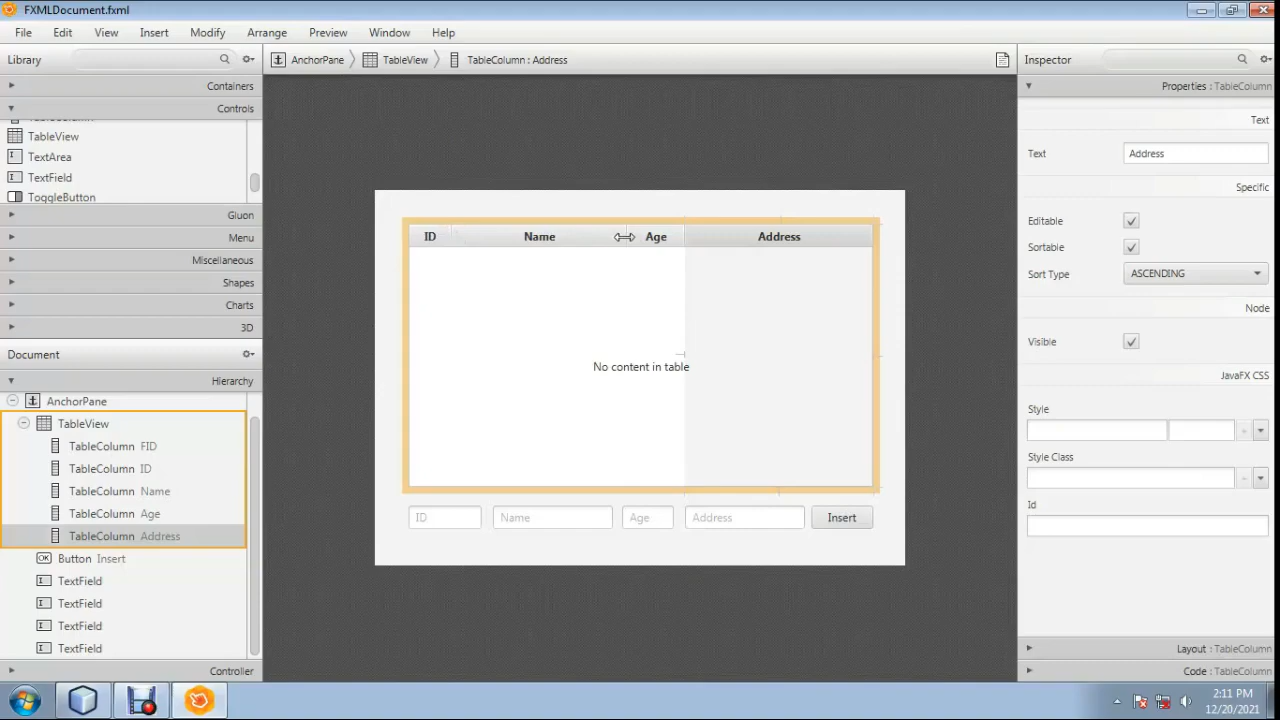 FXMLDocument.fxml
File Edit View Insert Modify Arrange Preview Window Help
Library
AnchorPane TableView TableColumn : Address
Inspector
Containers
Controls
TableView
TextArea
TextField
ToggleButton
Gluon
Menu
Miscellaneous
Shapes
Charts
3D
Document
Hierarchy
AnchorPane
TableView
TableColumn FID
TableColumn ID
TableColumn Name
TableColumn Age
TableColumn Address
Button Insert
TextField
TextField
TextField
TextField
Controller
ID Name Age Address
No content in table
ID Name Age Address Insert
Properties : TableColumn
Text
Text Address
Specific
Editable
Sortable
Sort Type ASCENDING
Node
Visible
JavaFX CSS
Style
Style Class
Id
Layout : TableColumn
Code : TableColumn
2:11 PM
12/20/2021